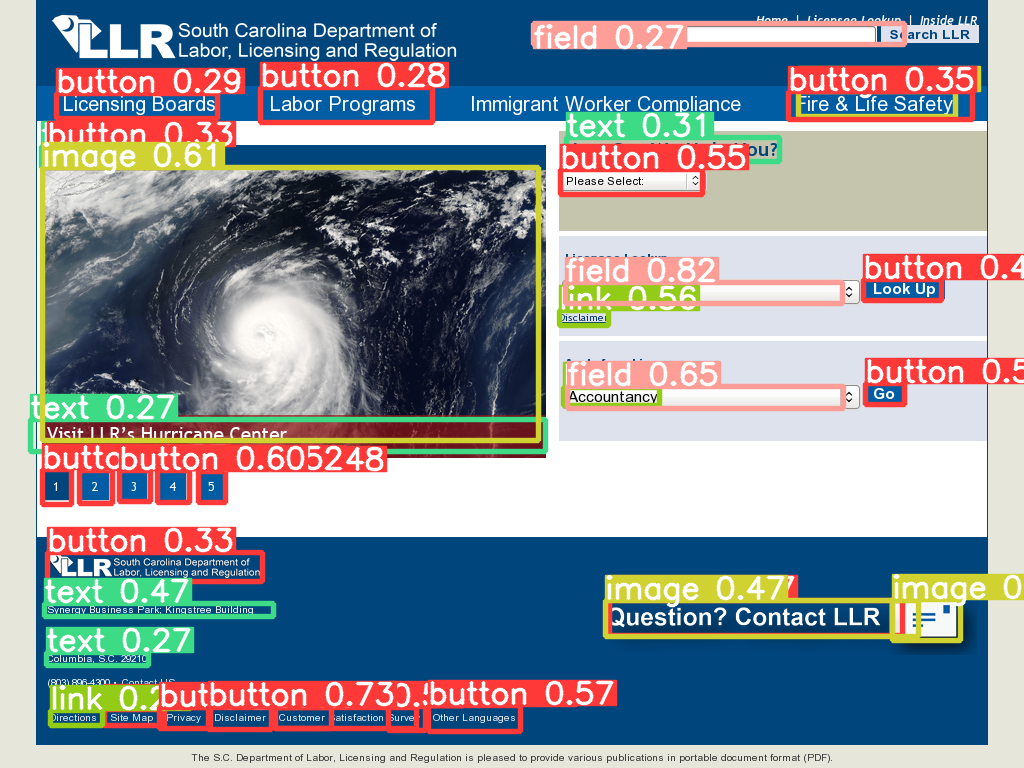 Home | Licensee Lookup | Inside LLR
LLR South Carolina Department of
Labor, Licensing and Regulation
field 0.27
Search LLR
button 0.29
button 0.28
button 0.35
Licensing Boards
Labor Programs
Immigrant Worker Compliance
Fire & Life Safety
button 0.33
image 0.61
text 0.31
You?
button 0.55
Please Select:
field 0.82
button 0.4
link 0.56
Look Up
Disclaimer
field 0.65
button 0.5
Accountancy
Go
text 0.27
Visit LLR's Hurricane Center
button 0.605248
1 2 3 4 5
button 0.33
LLR South Carolina Department of
Labor, Licensing and Regulation
text 0.47
Synergy Business Park; Kingstree Building
image 0.47
image 0
Question? Contact LLR
text 0.27
Columbia, S.C. 29210
(803) 896-4300 • Contact US
link 0.2
button 0.73
button 0.57
Directions
Site Map
Privacy
Disclaimer
Customer Satisfaction Survey
Other Languages
The S.C. Department of Labor, Licensing and Regulation is pleased to provide various publications in portable document format (PDF).